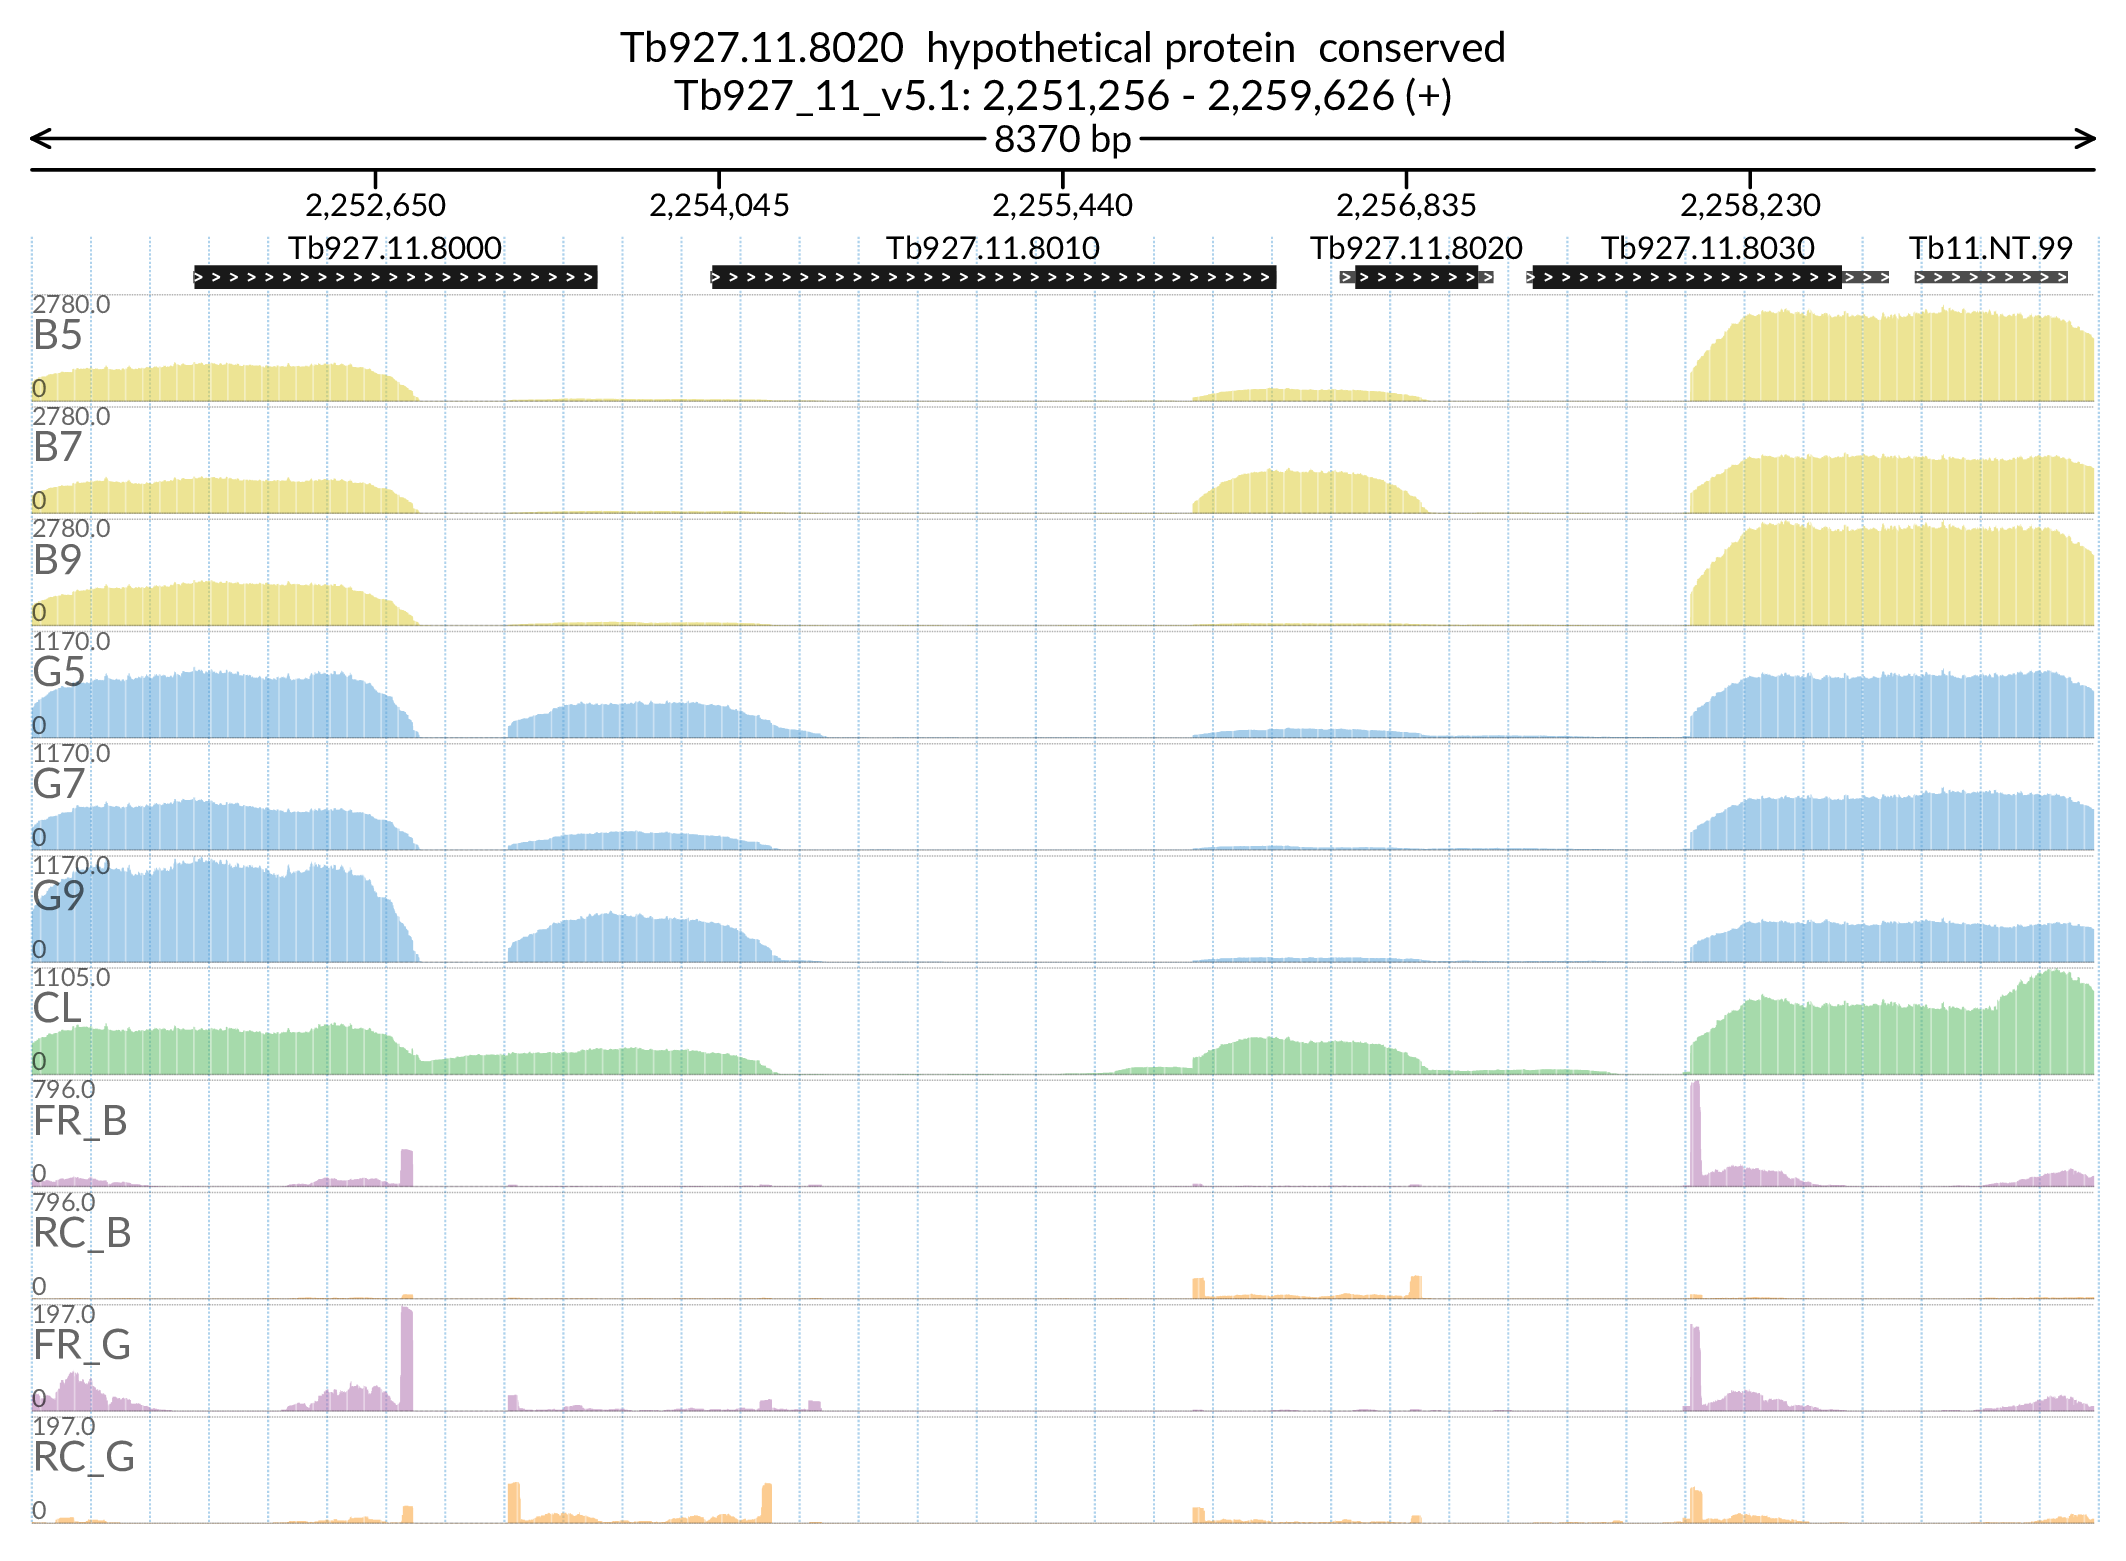 Tb927.11.8020  hypothetical protein  conserved
Tb927_11_v5.1: 2,251,256 - 2,259,626 (+)
8370 bp
2,252,650 2,254,045 2,255,440 2,256,835 2,258,230
Tb927.11.8000 Tb927.11.8010 Tb927.11.8020 Tb927.11.8030 Tb11.NT.99
2780.0
B5
0
2780.0
B7
0
2780.0
B9
0
1170.0
G5
0
1170.0
G7
0
1170.0
G9
0
1105.0
CL
0
796.0
FR_B
0
796.0
RC_B
0
197.0
FR_G
0
197.0
RC_G
0